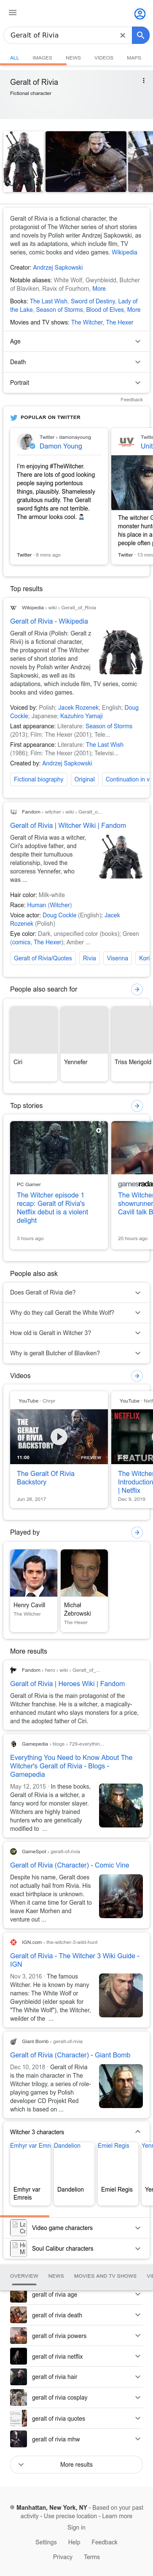 Geralt of Rivia
ALL IMAGES NEWS VIDEOS MAPS
Geralt of Rivia
Fictional character
Geralt of Rivia is a fictional character, the
protagonist of The Witcher series of short stories
and novels by Polish writer Andrzej Sapkowski, as
well as its adaptations, which include film, TV
series, comic books and video games. Wikipedia
Creator: Andrzej Sapkowski
Notable aliases: White Wolf, Gwynbleidd, Butcher
of Blaviken, Ravix of Fourhorn, More
Books: The Last Wish, Sword of Destiny, Lady of
the Lake, Season of Storms, Blood of Elves, More
Movies and TV shows: The Witcher, The Hexer
Age
Death
Portrait
Feedback
POPULAR ON TWITTER
Twitter › damonayoung
Damon Young
I'm enjoying #TheWitcher.
There are lots of good looking
people saying portentous
things, plausibly. Shamelessly
gratuitous nudity. The Geralt
sword fights are not terrible.
The armour looks cool.
Twitter · 8 mins ago
Twitte
Unit
The witcher G
monster hunt
his place in a
people often p
Twitter · 13 min
Top results
Wikipedia › wiki › Geralt_of_Rivia
Geralt of Rivia - Wikipedia
Geralt of Rivia (Polish: Geralt z
Rivii) is a fictional character,
the protagonist of The Witcher
series of short stories and
novels by Polish writer Andrzej
Sapkowski, as well as its
adaptations, which include film, TV series, comic
books and video games.
Voiced by: Polish; Jacek Rozenek; English; Doug
Cockle; Japanese; Kazuhiro Yamaji
Last appearance: Literature: Season of Storms
(2013); Film: The Hexer (2001); Tele...
First appearance: Literature: The Last Wish
(1986); Film: The Hexer (2001); Televisi...
Created by: Andrzej Sapkowski
Fictional biography Original Continuation in v
Fandom › witcher › wiki › Geralt_o...
Geralt of Rivia | Witcher Wiki | Fandom
Geralt of Rivia was a witcher,
Ciri's adoptive father, and
despite their sometimes
tumultuous relationship, loved
the sorceress Yennefer, who
was ...
Hair color: Milk-white
Race: Human (Witcher)
Voice actor: Doug Cockle (English); Jacek
Rozenek (Polish)
Eye color: Dark, unspecified color (books); Green
(comics, The Hexer); Amber ...
Geralt of Rivia/Quotes Rivia Visenna Kori
People also search for
Ciri
Yennefer
Triss Merigold
Top stories
PC Gamer
The Witcher episode 1
recap: Geralt of Rivia's
Netflix debut is a violent
delight
3 hours ago
gamesradar
The Witcher
showrunner
Cavill talk B
20 hours ago
People also ask
Does Geralt of Rivia die?
Why do they call Geralt the White Wolf?
How old is Geralt in Witcher 3?
Why is geralt Butcher of Blaviken?
Videos
YouTube · Chrpr
THE
GERALT
OF RIVIA
BACKSTORY
11:00
PREVIEW
The Geralt Of Rivia
Backstory
Jun 28, 2017
YouTube · Netf
NETFLIX
FEATUR
The Witcher
Introduction
| Netflix
Dec 9, 2019
Played by
Henry Cavill
The Witcher
Michał
Żebrowski
The Hexer
More results
Fandom › hero › wiki › Geralt_of_...
Geralt of Rivia | Heroes Wiki | Fandom
Geralt of Rivia is the main protagonist of the
Witcher franchise. He is a witcher, a magically-
enhanced mutant who slays monsters for a price,
and the adopted father of Ciri.
Gamepedia › blogs › 729-everythin...
Everything You Need to Know About The
Witcher's Geralt of Rivia - Blogs -
Gamepedia
May 12, 2015 · In these books,
Geralt of Rivia is a witcher, a
fancy word for monster slayer.
Witchers are highly trained
hunters who are genetically
modified to ...
GameSpot › geralt-of-rivia
Geralt of Rivia (Character) - Comic Vine
Despite his name, Geralt does
not actually hail from Rivia. His
exact birthplace is unknown.
When it came time for Geralt to
leave Kaer Morhen and
venture out ...
IGN.com › the-witcher-3-wild-hunt
Geralt of Rivia - The Witcher 3 Wiki Guide -
IGN
Nov 3, 2016 · The famous
Witcher. He is known by many
names: The White Wolf or
Gwynbleidd (elder speak for
"The White Wolf"), the Witcher,
weilder of the ...
Giant Bomb › geralt-of-rivia
Geralt of Rivia (Character) - Giant Bomb
Dec 10, 2018 · Geralt of Rivia
is the main character in The
Witcher trilogy, a series of role-
playing games by Polish
developer CD Projekt Red
which is based on ...
Witcher 3 characters
Emhyr var Emr
Emhyr var
Emreis
Dandelion
Dandelion
Emiel Regis
Emiel Regis
Video game characters
Soul Calibur characters
OVERVIEW NEWS MOVIES AND TV SHOWS
geralt of rivia age
geralt of rivia death
geralt of rivia powers
geralt of rivia netflix
geralt of rivia hair
geralt of rivia cosplay
geralt of rivia quotes
geralt of rivia mhw
More results
Manhattan, New York, NY - Based on your past
activity - Use precise location - Learn more
Sign in
Settings Help Feedback
Privacy Terms